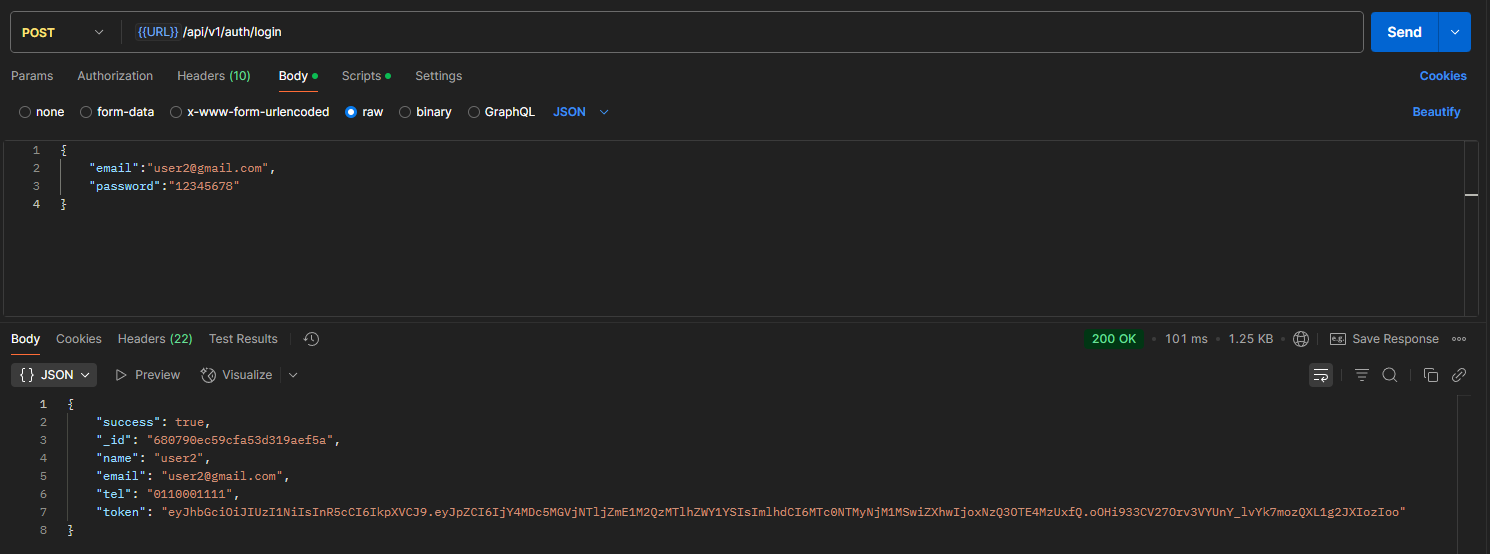 POST {{URL}} /api/v1/auth/login Send
Params Authorization Headers (10) Body Scripts Settings Cookies
none form-data x-www-form-urlencoded raw binary GraphQL JSON Beautify
1 {
2 "email":"user2@gmail.com",
3 "password":"12345678"
4 }
Body Cookies Headers (22) Test Results 200 OK 101 ms 1.25 KB e.g. Save Response
{} JSON Preview Visualize
1 {
2 "success": true,
3 "_id": "680790ec59cfa53d319aef5a",
4 "name": "user2",
5 "email": "user2@gmail.com",
6 "tel": "0110001111",
7 "token": "eyJhbGciOiJIUzI1NiIsInR5cCI6IkpXVCJ9.eyJpZCI6IjY4MDc5MGVjNTljZmE1M2QzMTlhZWY1YSIsImlhdCI6MTc0NTMyNjM1MSwiZXhwIjoxNzQ3OTE4MzUxfQ.oOHi933CV27Orv3VYUnY_lvYk7mozQXL1g2JXIozIoo"
8 }